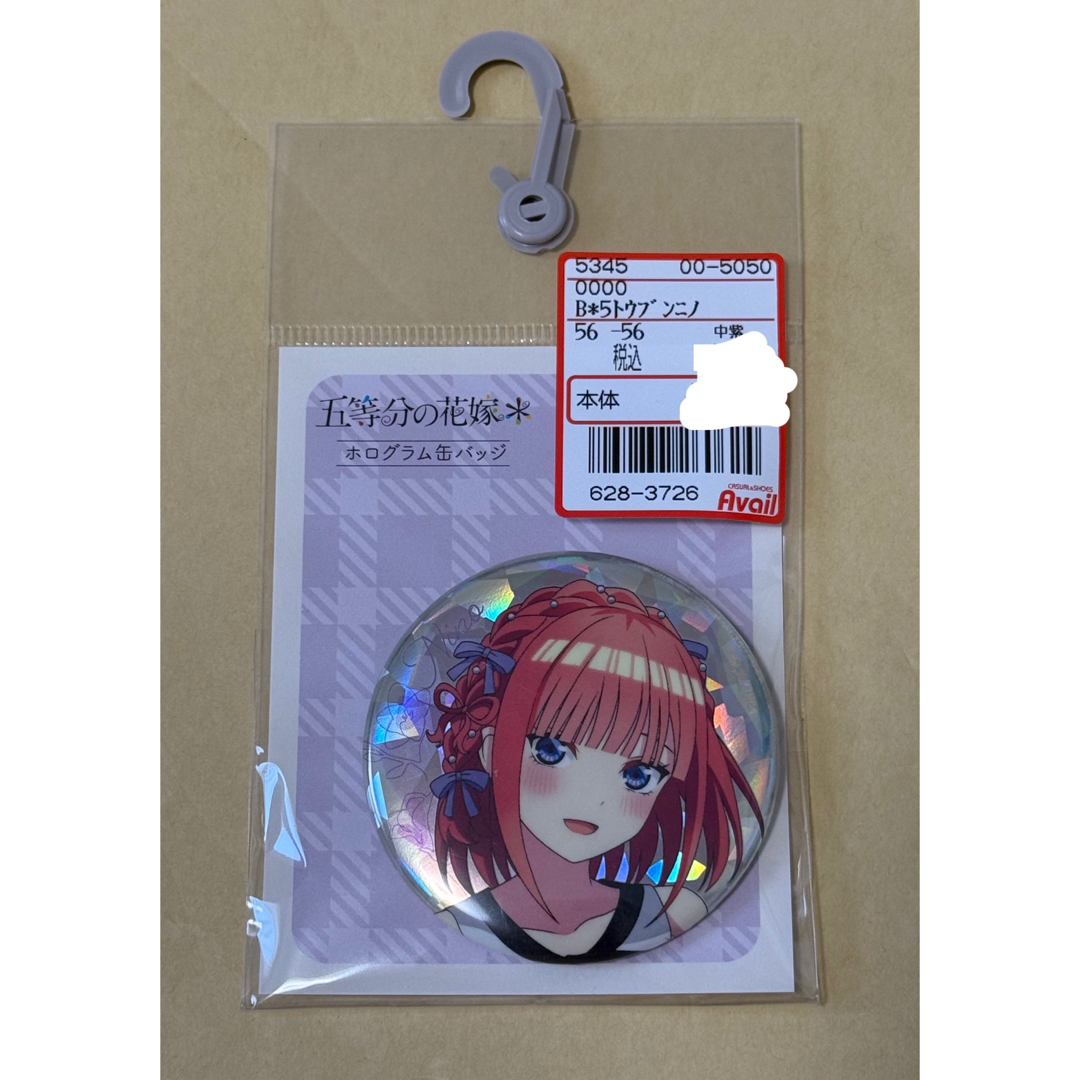 5345 00-5050
0000
B*5トウブンニノ
56 -56 中紫
税込
本体
628-3726
CASUAL&SHOES
Avail
五等分の花嫁*
ホログラム缶バッジ
Nino